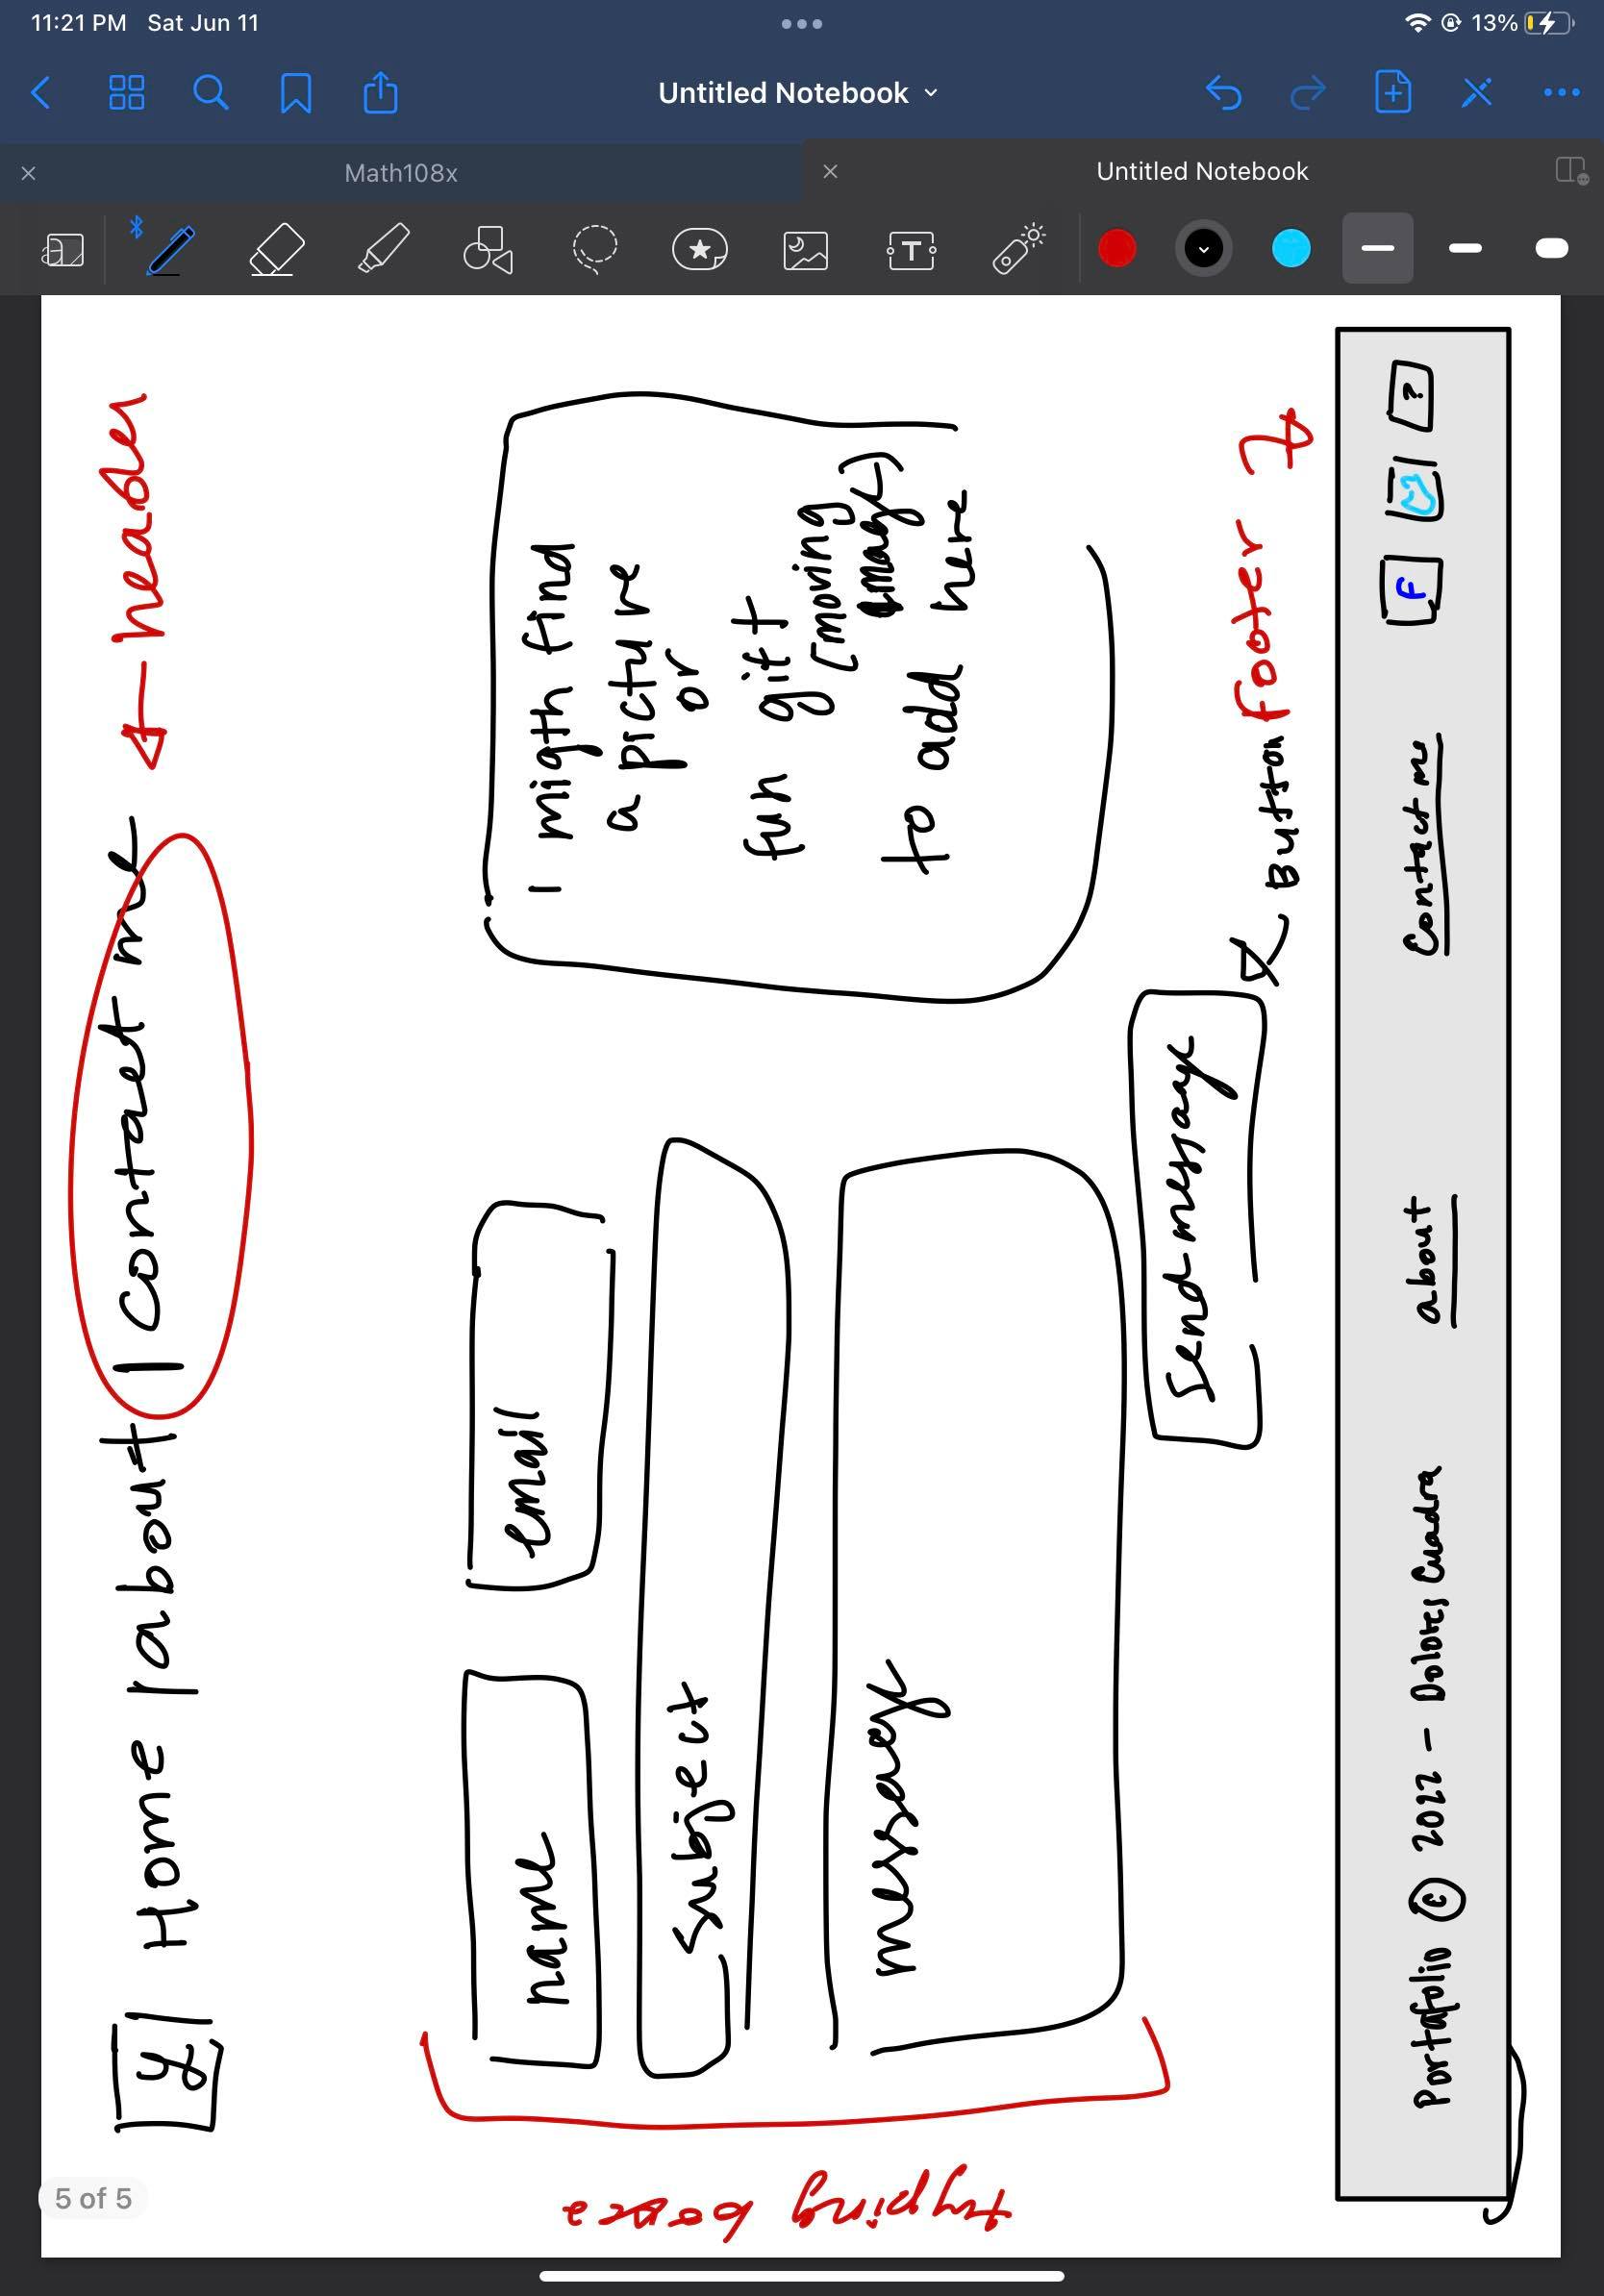 11:21 PM Sat Jun 11
13%
Untitled Notebook
Math108x
Untitled Notebook
5 of 5
y Home | about | Contact me
header
typing boxse
name
email
subject
message
I migth find
a picture
or
fun gift
(moving
image)
to add here
Send message
Button
footer
Portafolio © 2022 - Dolores Cuadra about Contact me F ?